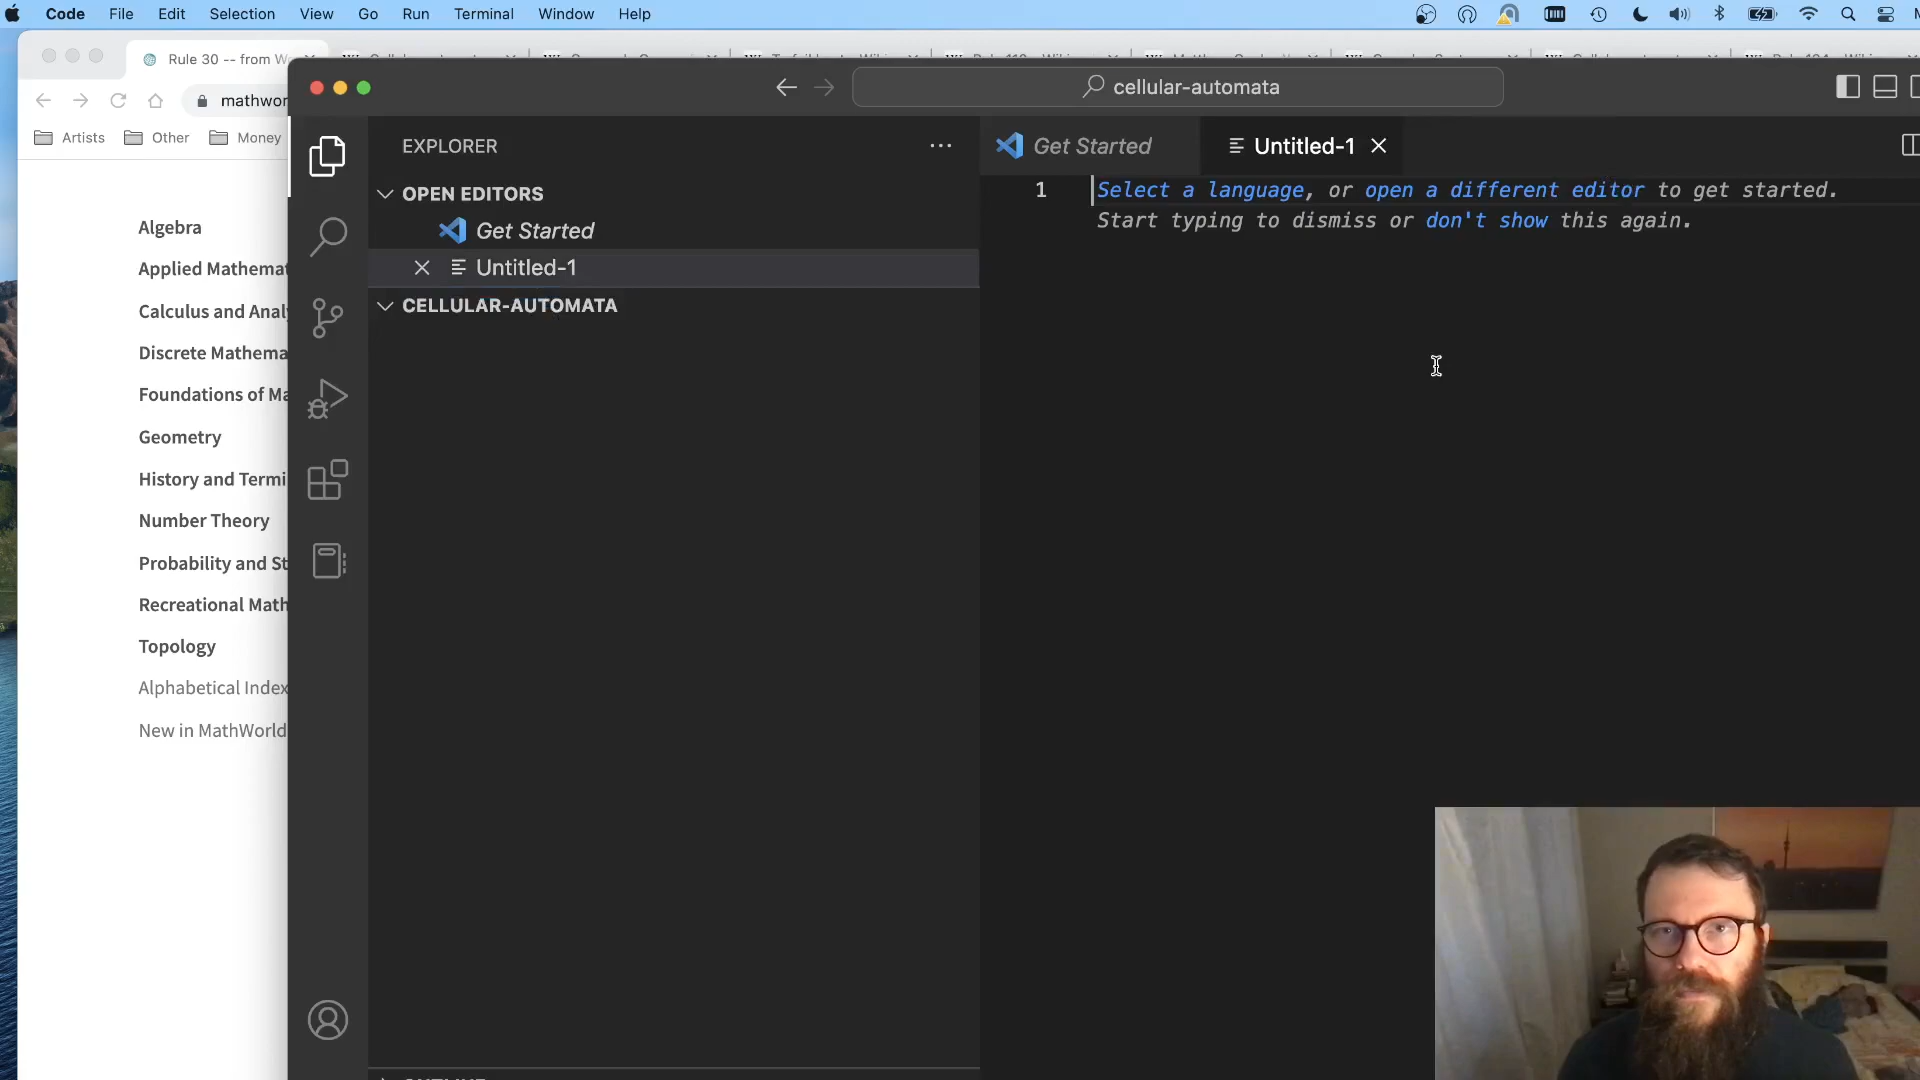 Code File Edit Selection View Go Run Terminal Window Help
Rule 30 -- from W
mathwor
Artists Other Money
Algebra
Applied Mathemat
Calculus and Anal
Discrete Mathema
Foundations of Ma
Geometry
History and Termi
Number Theory
Probability and St
Recreational Math
Topology
Alphabetical Index
New in MathWorld
cellular-automata
EXPLORER
OPEN EDITORS
Get Started
Untitled-1
CELLULAR-AUTOMATA
Get Started Untitled-1
1 Select a language, or open a different editor to get started.
Start typing to dismiss or don't show this again.